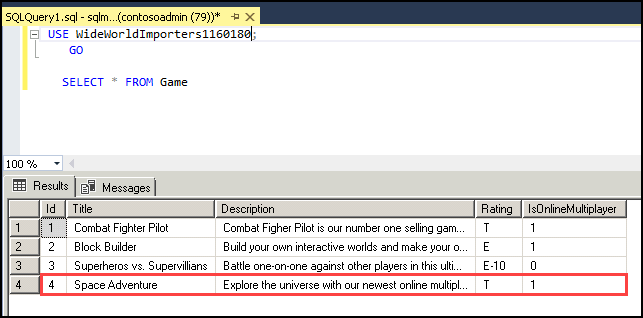 SQLQuery1.sql - sqlm...(contosoadmin (79))*
USE WideWorldImporters1160180;
GO
SELECT * FROM Game
100 %
Results Messages
Id Title Description Rating IsOnlineMultiplayer
1 1 Combat Fighter Pilot Combat Figher Pilot is our number one selling gam... T 1
2 2 Block Builder Build your own interactive worlds and make your o... E 1
3 3 Superheros vs. Supervillians Battle one-on-one against other players in this ulti... E-10 0
4 4 Space Adventure Explore the universe with our newest online multipl... T 1